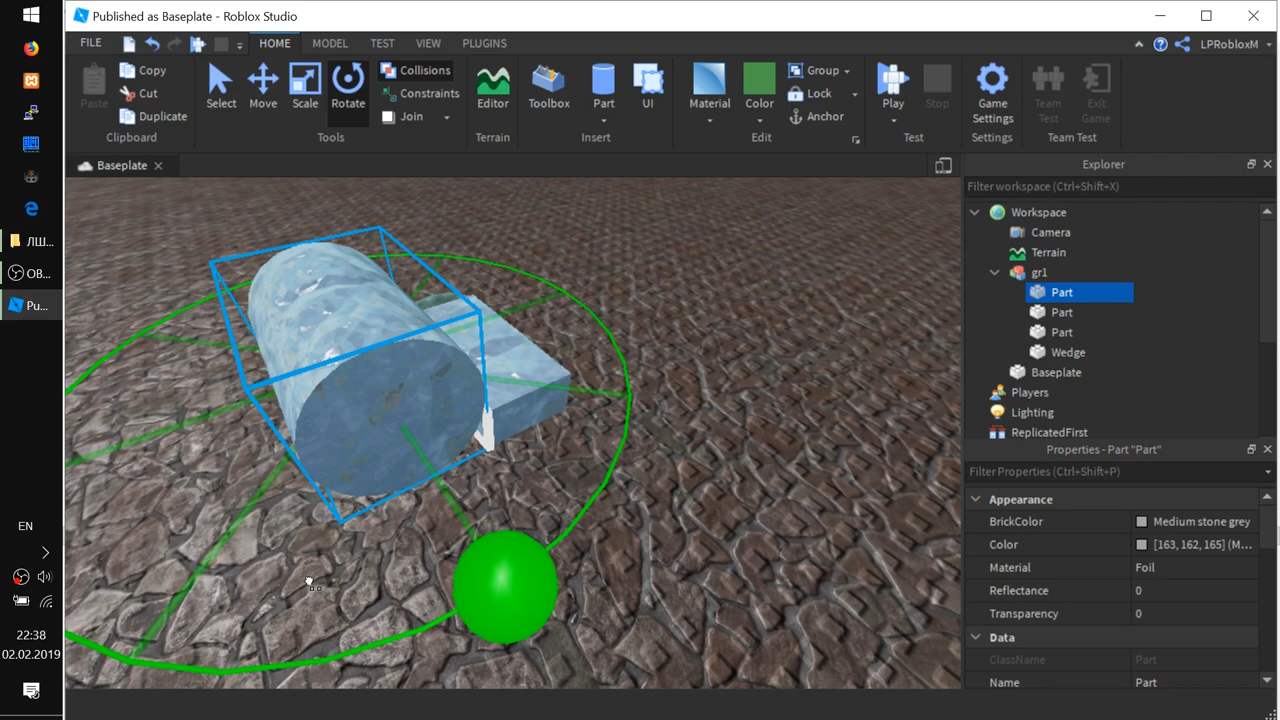 Published as Baseplate - Roblox Studio
FILE HOME MODEL TEST VIEW PLUGINS LPRobloxM
Paste Copy Cut Duplicate
Clipboard
Select Move Scale Rotate
Collisions
Constraints
Join
Tools
Editor
Terrain
Toolbox Part UI
Insert
Material Color
Group
Lock
Anchor
Edit
Play Stop
Test
Game Settings
Settings
Team Test
Exit Game
Team Test
Baseplate
Explorer
Filter workspace (Ctrl+Shift+X)
Workspace
Camera
Terrain
gr1
Part
Part
Part
Wedge
Baseplate
Players
Lighting
ReplicatedFirst
Properties - Part "Part"
Filter Properties (Ctrl+Shift+P)
Appearance
BrickColor Medium stone grey
Color [163, 162, 165] (M...
Material Foil
Reflectance 0
Transparency 0
Data
ClassName Part
Name Part
ЛШ...
OB...
Pu...
EN
22:38
02.02.2019